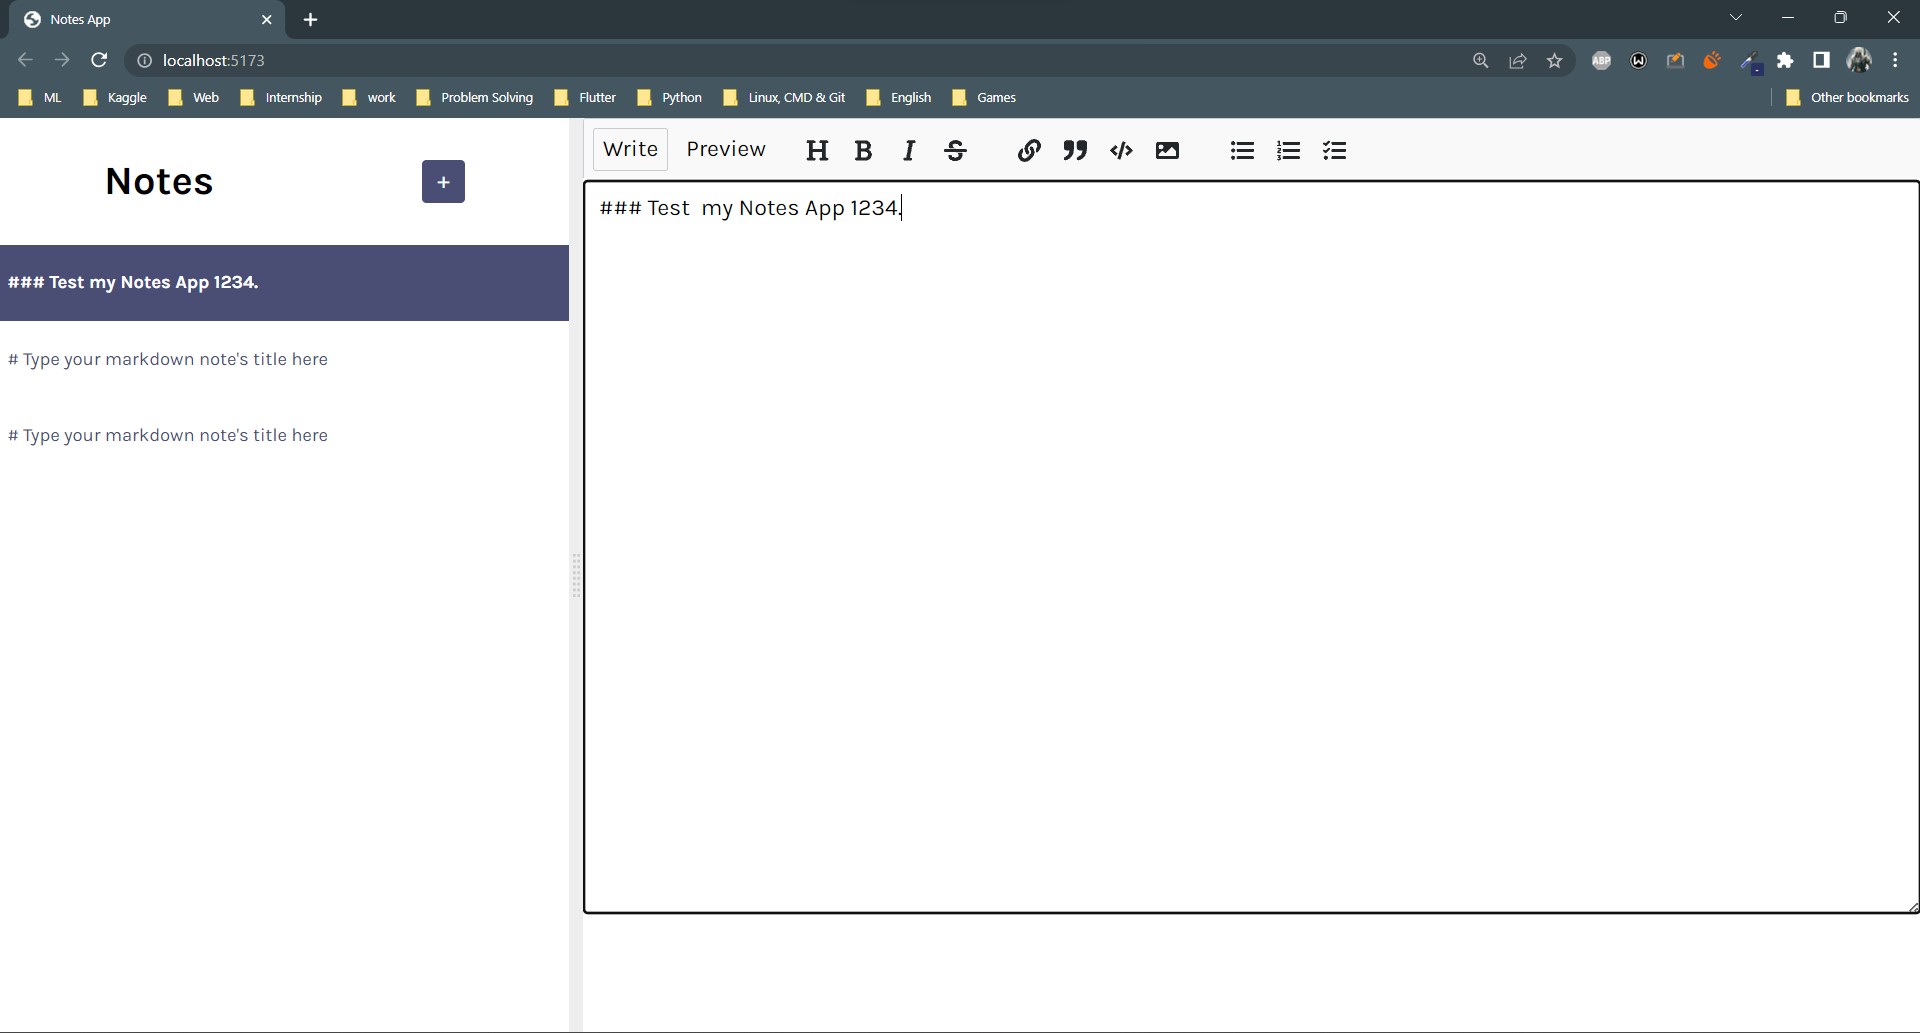 Notes App
localhost:5173
ABP
ML Kaggle Web Internship work Problem Solving Flutter Python Linux, CMD & Git English Games Other bookmarks
Notes
+
### Test my Notes App 1234.
# Type your markdown note's title here
# Type your markdown note's title here
Write Preview H B I S
### Test  my Notes App 1234.